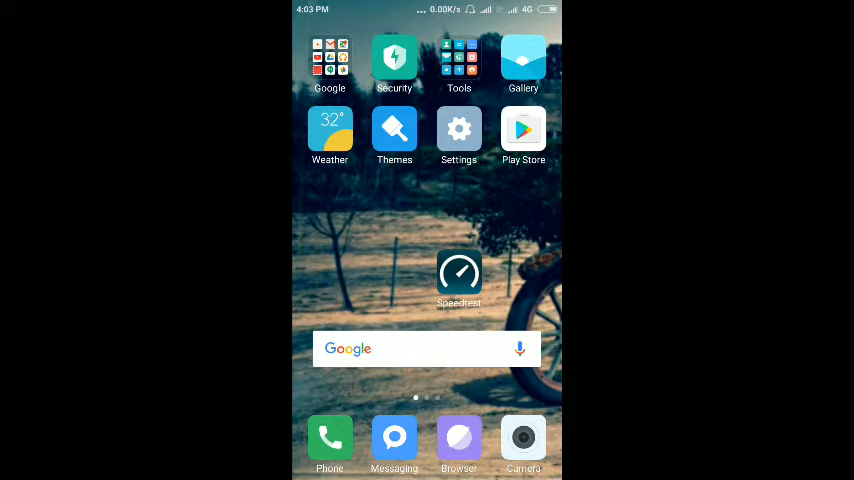 4:03 PM ... 0.00K/s 4G
Google Security Tools Gallery
32°
Weather Themes Settings Play Store
Speedtest
Google
Phone Messaging Browser Camera